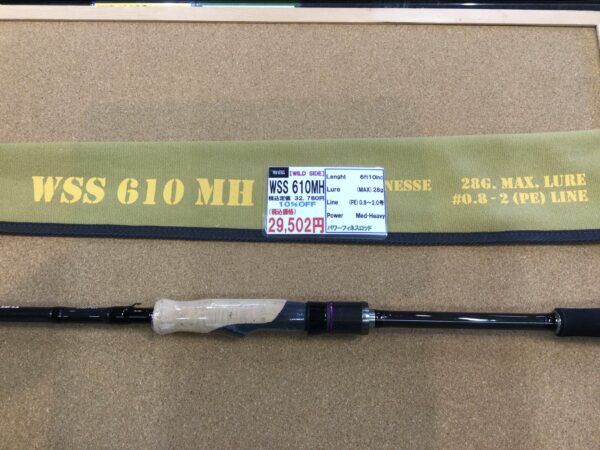 WSS 610 MH
NESSE
28G. MAX. LURE
#0.8 - 2 (PE) LINE
[WILD SIDE]
WSS 610MH
税込定価 32,780円
10%OFF
(税込価格)
29,502円
Lenght 6ft10inc
Lure (MAX) 28g
Line (PE) 0.8～2.0号
Power Med-Heavy
パワーフィネスロッド